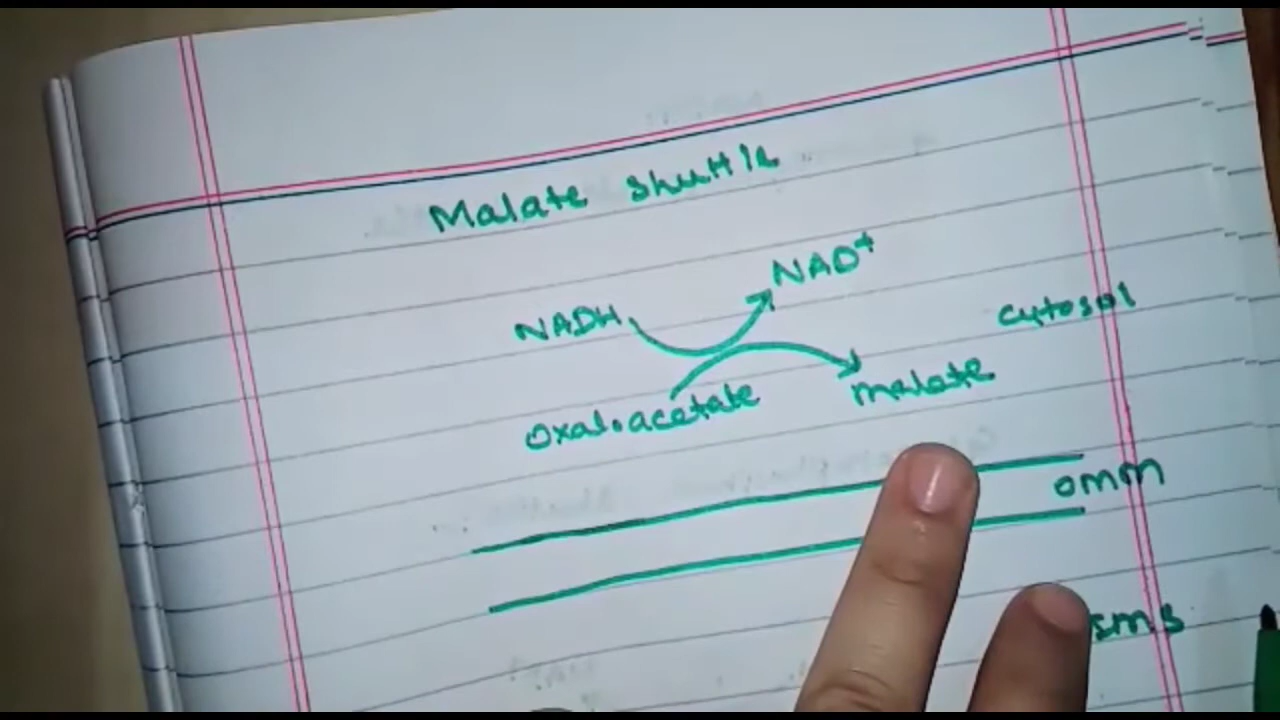 Malate shuttle
NAD+
NADH
cytosol
malate
oxaloacetate
omm